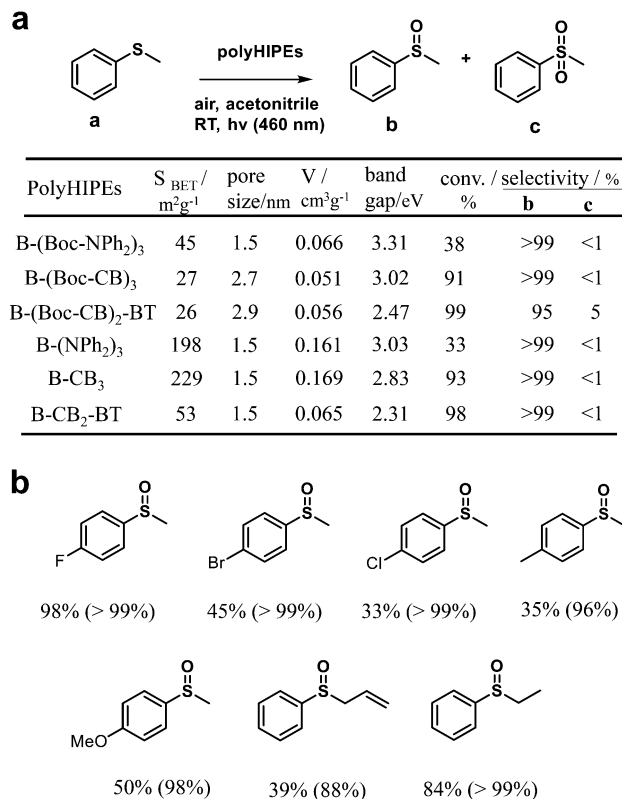 a
S
polyHIPEs
air, acetonitrile
RT, hv (460 nm)
O
S
+
O
S
O
a
b
c
PolyHIPEs S BET / m²g⁻¹ pore size/nm V / cm³g⁻¹ band gap/eV conv. / % selectivity / % b c
B-(Boc-NPh₂)₃ 45 1.5 0.066 3.31 38 >99 <1
B-(Boc-CB)₃ 27 2.7 0.051 3.02 91 >99 <1
B-(Boc-CB)₂-BT 26 2.9 0.056 2.47 99 95 5
B-(NPh₂)₃ 198 1.5 0.161 3.03 33 >99 <1
B-CB₃ 229 1.5 0.169 2.83 93 >99 <1
B-CB₂-BT 53 1.5 0.065 2.31 98 >99 <1
b
O O O O
S S S S
F Br Cl
98% (> 99%) 45% (> 99%) 33% (> 99%) 35% (96%)
O O O
S S S
MeO
50% (98%) 39% (88%) 84% (> 99%)